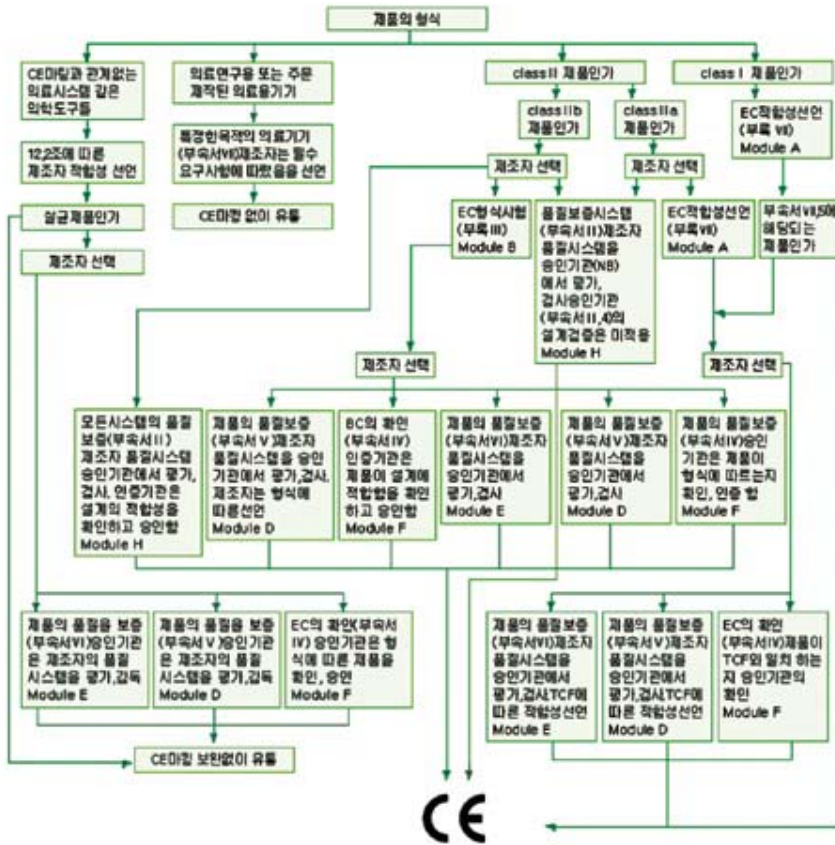 제품의 형식
CE마킹과 관계없는
의료시스템 같은
의학도구들
의료연구용 또는 주문
제작된 의료용기기
class II 제품인가
class I 제품인가
classIIb
제품인가
classIIa
제품인가
EC적합성선언
(부록 VII)
Module A
12,2조에 따른
제조자 적합성 선언
특정한목적의 의료기기
(부속서VIII)제조자는 필수
요구사항에 따랐음을 선언
제조자 선택
제조자 선택
살균제품인가
CE마킹 없이 유통
EC형식시험
(부록III)
Module B
품질보증시스템
(부속서II)제조자
품질시스템을
승인기관(NB)
에서 평가,
검사승인기관
(부속서II,4)의
설계검증은 미적용
Module H
EC적합성선언
(부록VII)
Module A
부속서VII,5에
해당되는
제품인가
제조자 선택
제조자 선택
제조자 선택
모든시스템의 품질
보증(부속서II)
제조자 품질시스템
승인기관에서 평가,
검사, 인증기관은
설계의 적합성을
확인하고 승인함
Module H
제품의 품질보증
(부속서 V)제조자
품질시스템을 승인
기관에서 평가,검사,
제조자는 형식에
따른선언
Module D
BC의 확인
(부속서IV)
인증기관은
제품이 설계에
적합함을 확인
하고 승인함
Module F
제품의 품질보증
(부속서VI)제조자
품질시스템을
승인기관에서
평가,검사
Module E
제품의 품질보증
(부속서 V)제조자
품질시스템을
승인기관에서
평가,검사
Module D
제품의 품질보증
(부속서IV)승인
기관은 제품이
형식에 따르는지
확인, 인증 함
Module F
제품의 품질을 보증
(부속서VI)승인기관
은 제조자의 품질
시스템을 평가,감독
Module E
제품의 품질을 보증
(부속서 V)승인기관
은 제조자의 품질
시스템을 평가,감독
Module D
EC의 확인(부속서
IV) 승인기관은 형
식에 따른 제품을
확인, 승인
Module F
제품의 품질보증
(부속서VI)제조자
품질시스템을
승인기관에서
평가,검사.TCF에
따른 적합성선언
Module E
제품의 품질보증
(부속서 V)제조자
품질시스템을
승인기관에서
평가,검사.TCF에
따른 적합성선언
Module D
EC의 확인
(부속서IV)제품이
TCF와 일치 하는
지 승인기관의
확인
Module F
CE마킹 보완없이 유통
CE